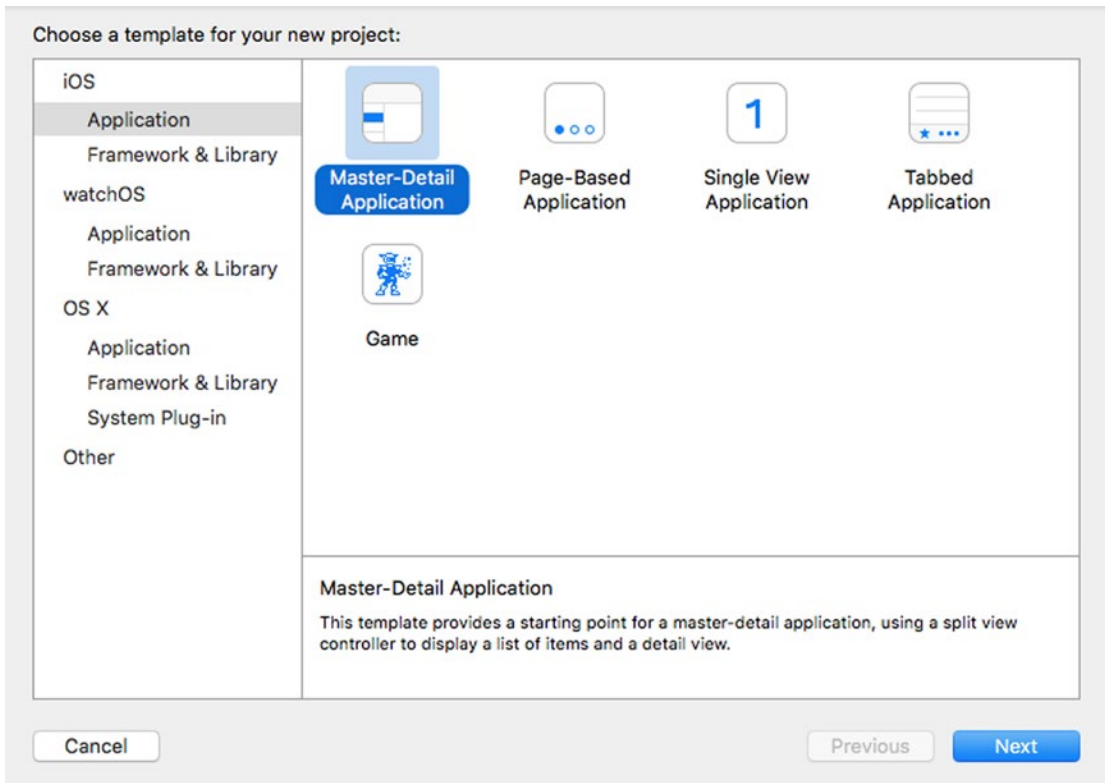 Choose a template for your new project:
iOS
Application
Framework & Library
watchOS
Application
Framework & Library
OS X
Application
Framework & Library
System Plug-in
Other
Master-Detail
Application
Page-Based
Application
1
Single View
Application
Tabbed
Application
Game
Master-Detail Application
This template provides a starting point for a master-detail application, using a split view
controller to display a list of items and a detail view.
Cancel
Previous
Next